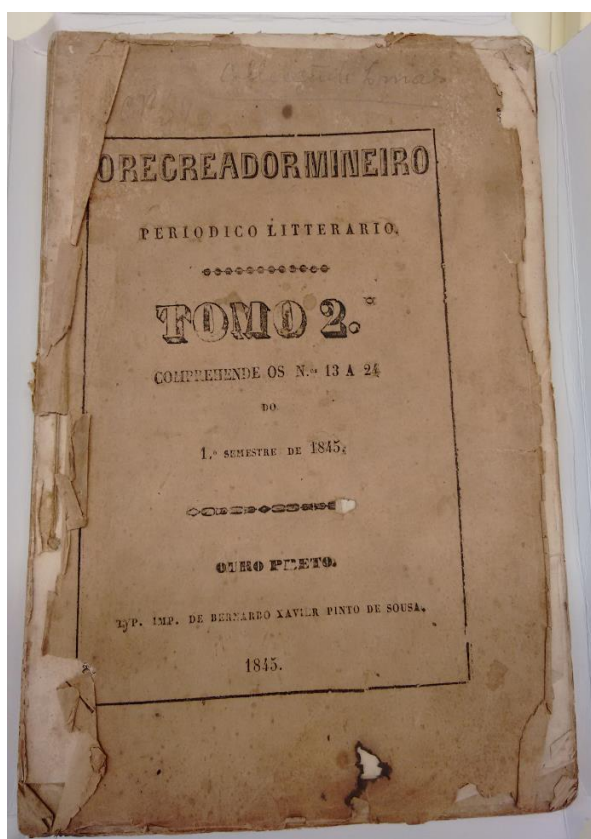 O RECREADOR MINEIRO
PERIODICO LITTERARIO.
TOMO 2.º
COMPREHENDE OS N.os 13 A 24
DO
1.º SEMESTRE DE 1845.
OURO PRETO.
TYP. IMP. DE BERNARDO XAVIER PINTO DE SOUSA.
1845.